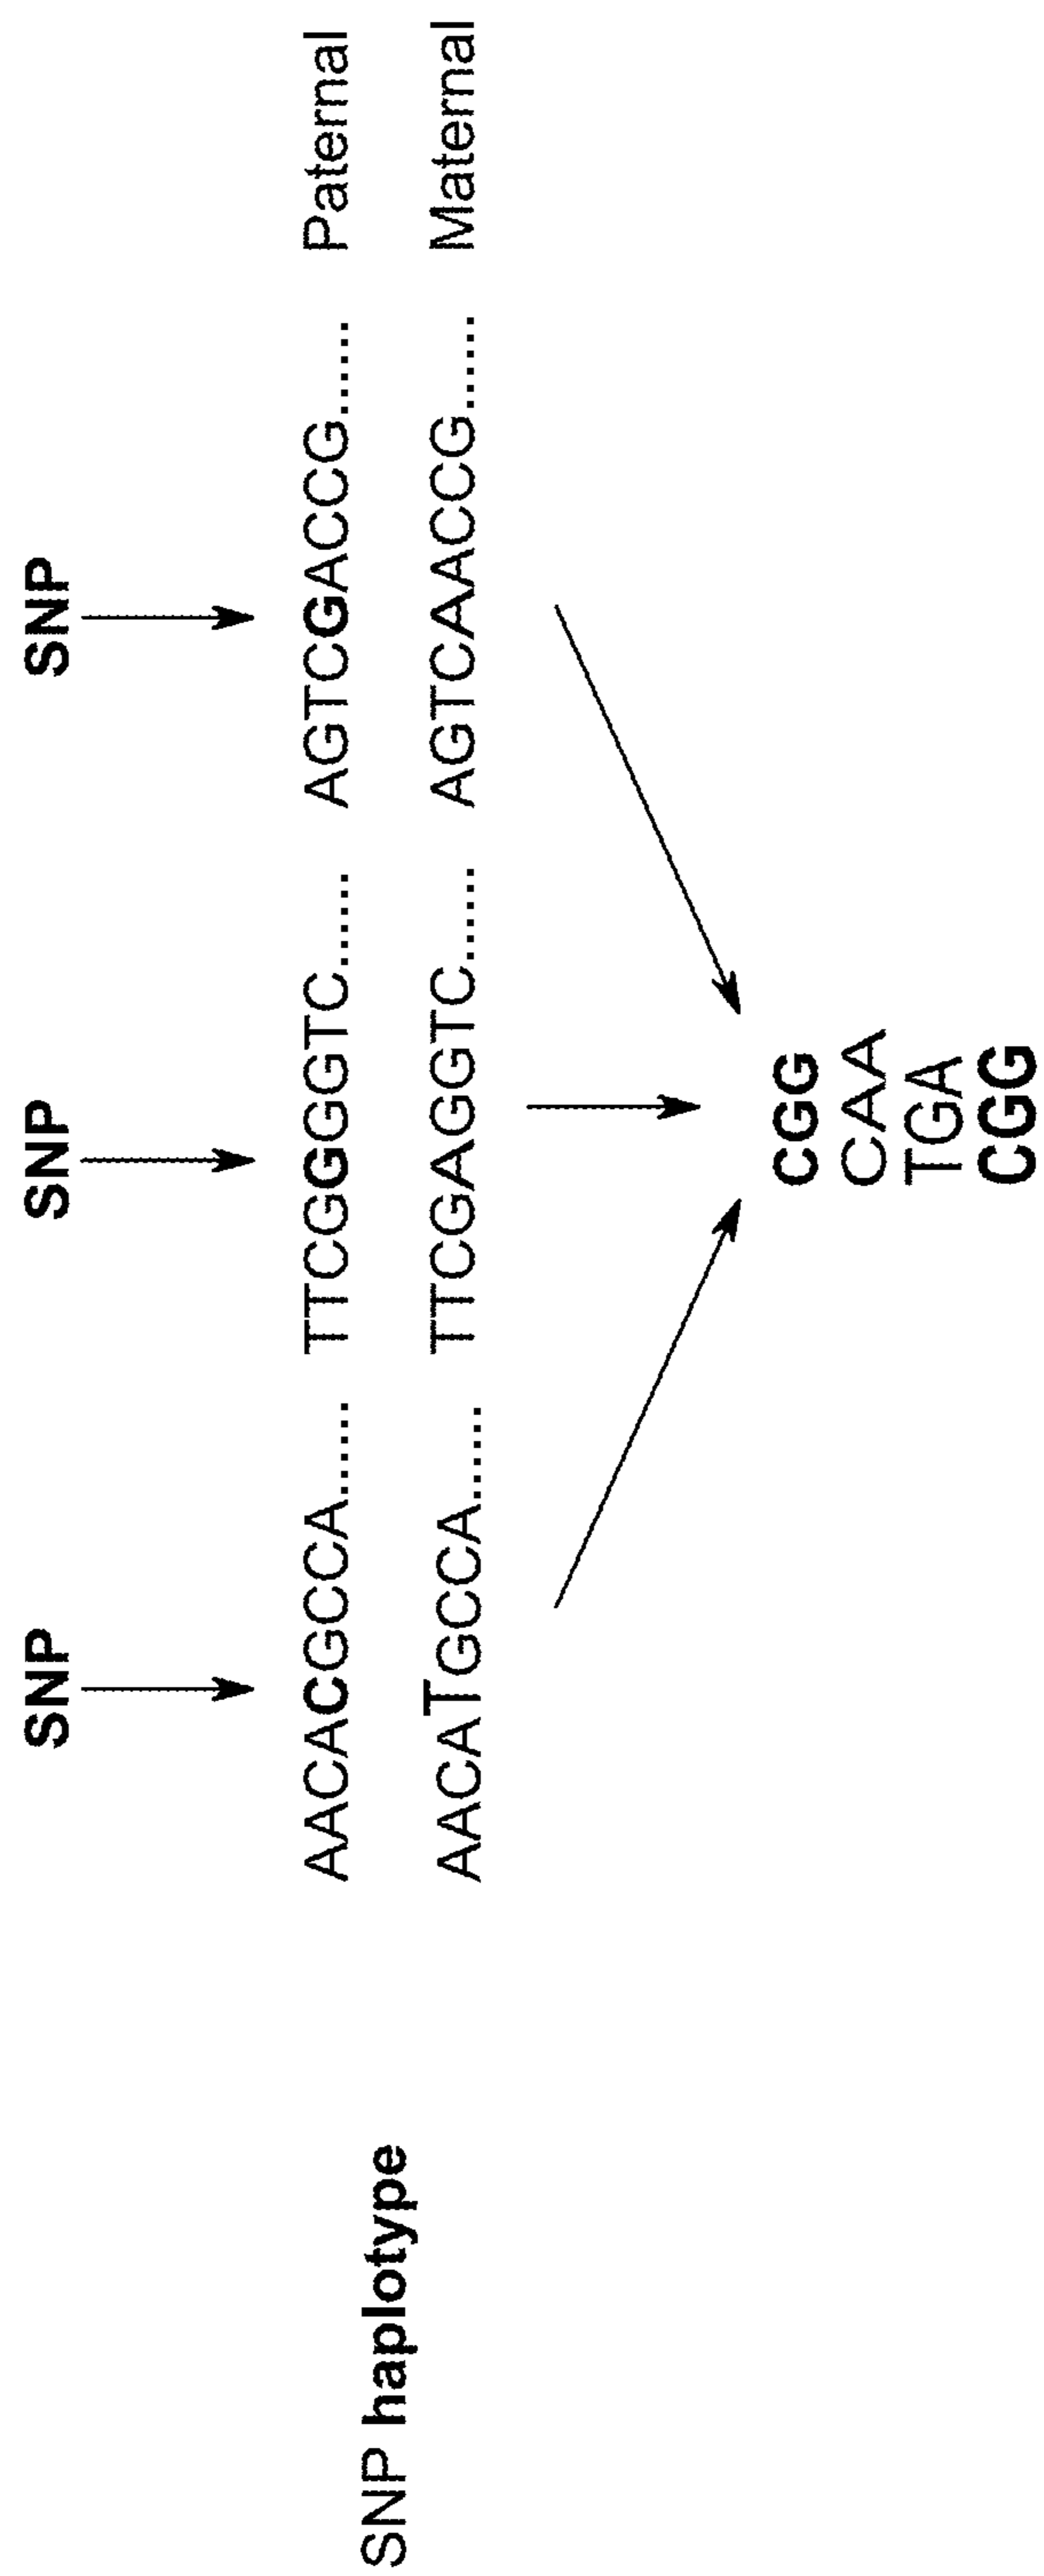 SNP SNP SNP
AACACGCCA...... TTCGGGGTC...... AGTCGACCG...... Paternal
SNP haplotype
AACATGCCA...... TTCGAGGTC...... AGTCAACCG...... Maternal
CGG
CAA
TGA
CGG